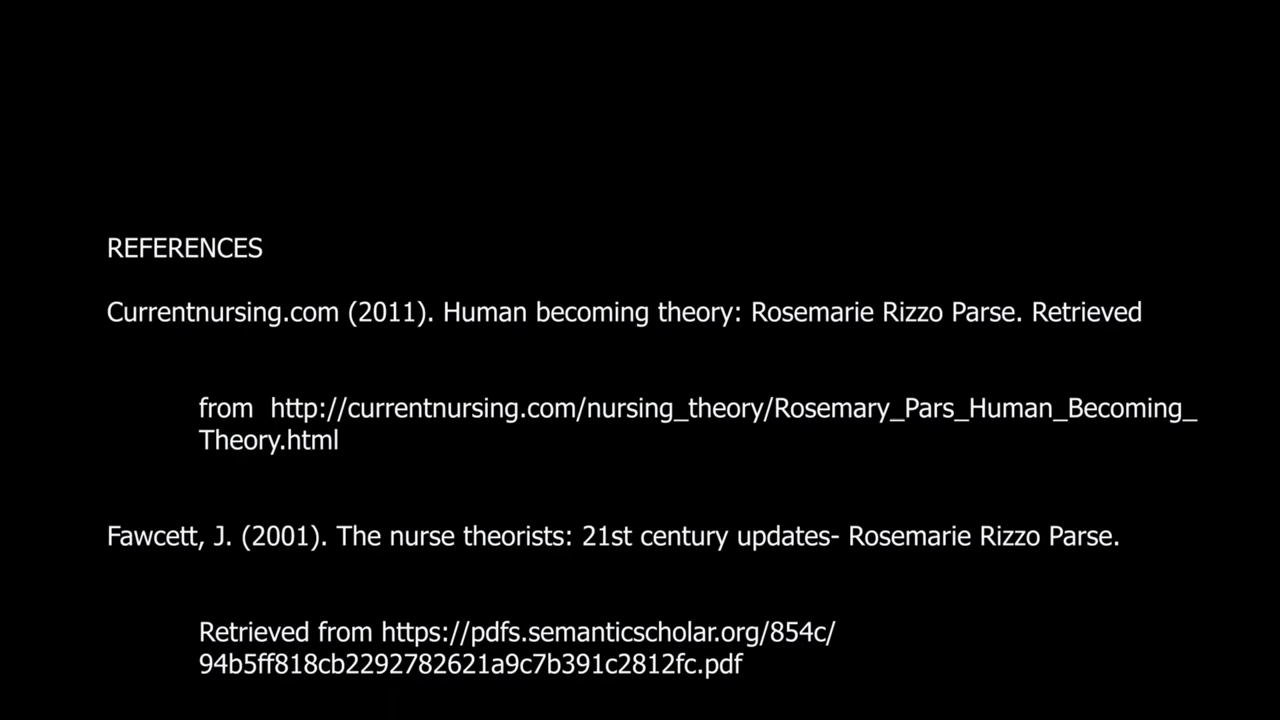 REFERENCES
Currentnursing.com (2011). Human becoming theory: Rosemarie Rizzo Parse. Retrieved
from http://currentnursing.com/nursing_theory/Rosemary_Pars_Human_Becoming_
Theory.html
Fawcett, J. (2001). The nurse theorists: 21st century updates- Rosemarie Rizzo Parse.
Retrieved from https://pdfs.semanticscholar.org/854c/
94b5ff818cb2292782621a9c7b391c2812fc.pdf